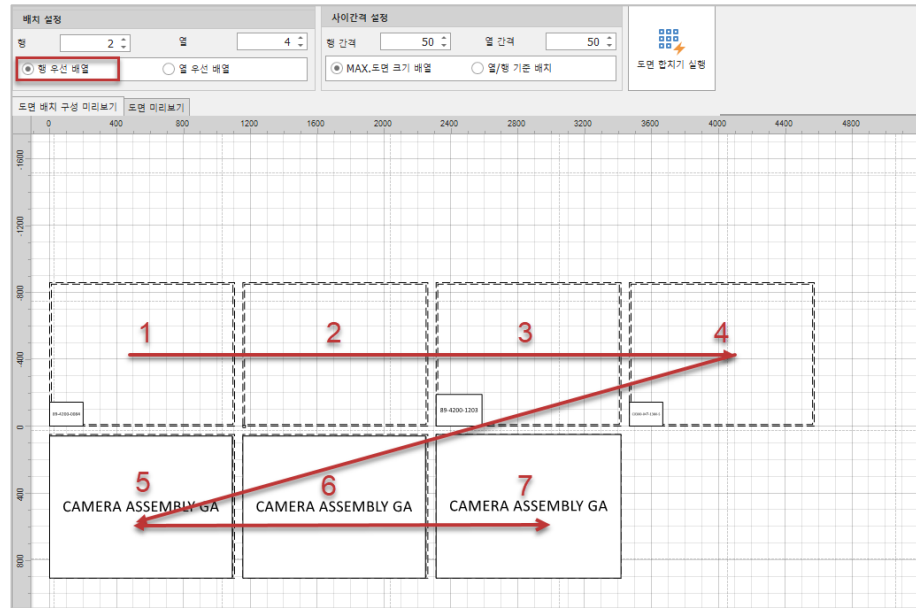 배치 설정
사이간격 설정
행 2 열 4
행 간격 50 열 간격 50
행 우선 배열 열 우선 배열
MAX.도면 크기 배열 열/행 기준 배치
도면 합치기 실행
도면 배치 구성 미리보기 도면 미리보기
0 400 800 1200 1600 2000 2400 2800 3200 3600 4000 4400 4800
-1600
-1200
-800
1 2 3 4
-400
89-4200-1203
0
5 6 7
400
CAMERA ASSEMBLY GA CAMERA ASSEMBLY GA CAMERA ASSEMBLY GA
800